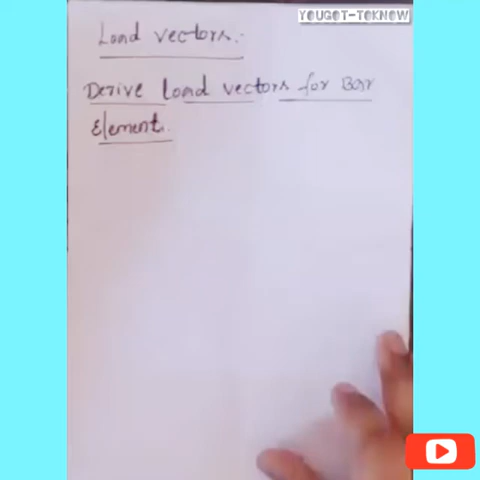 YOUGOT-TOKNOW
Load vectors:-
Derive Load vectors for Bar
Element.